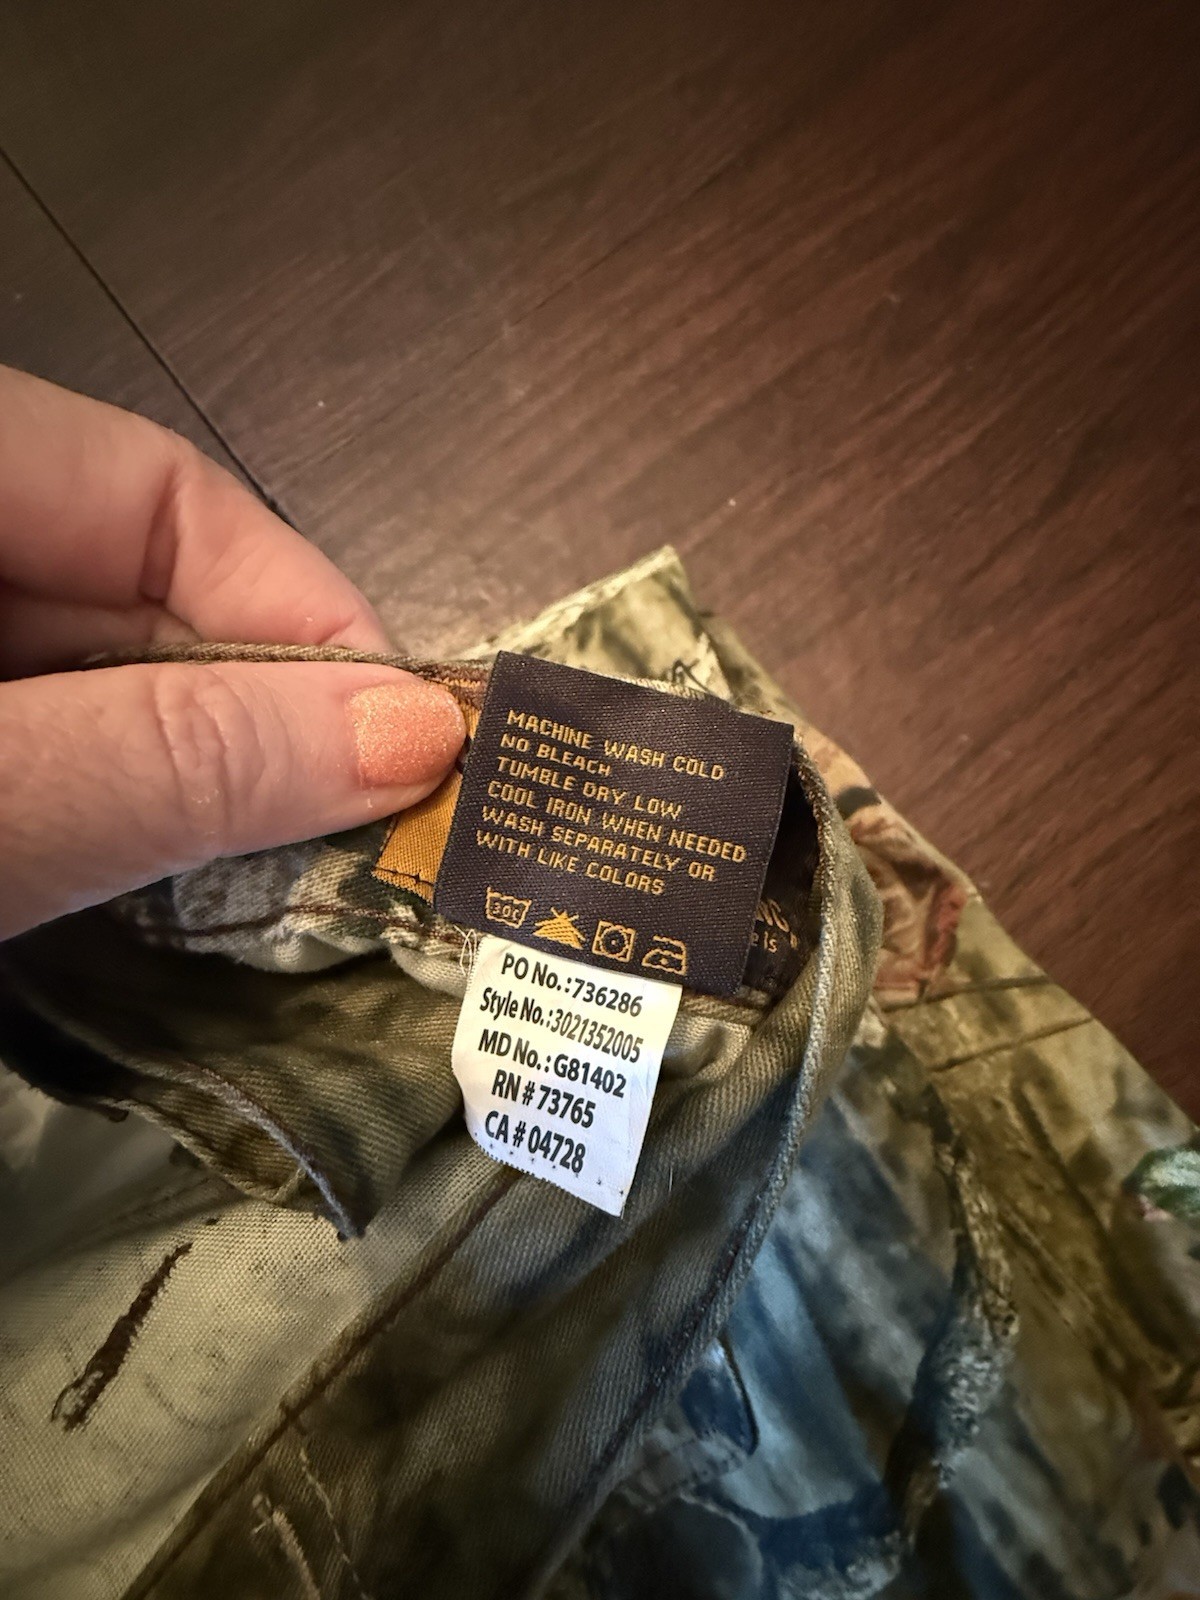 MACHINE WASH COLD
NO BLEACH
TUMBLE DRY LOW
COOL IRON WHEN NEEDED
WASH SEPARATELY OR
WITH LIKE COLORS
30C
PO No.:736286
Style No.:3021352005
MD No.: G81402
RN # 73765
CA # 04728